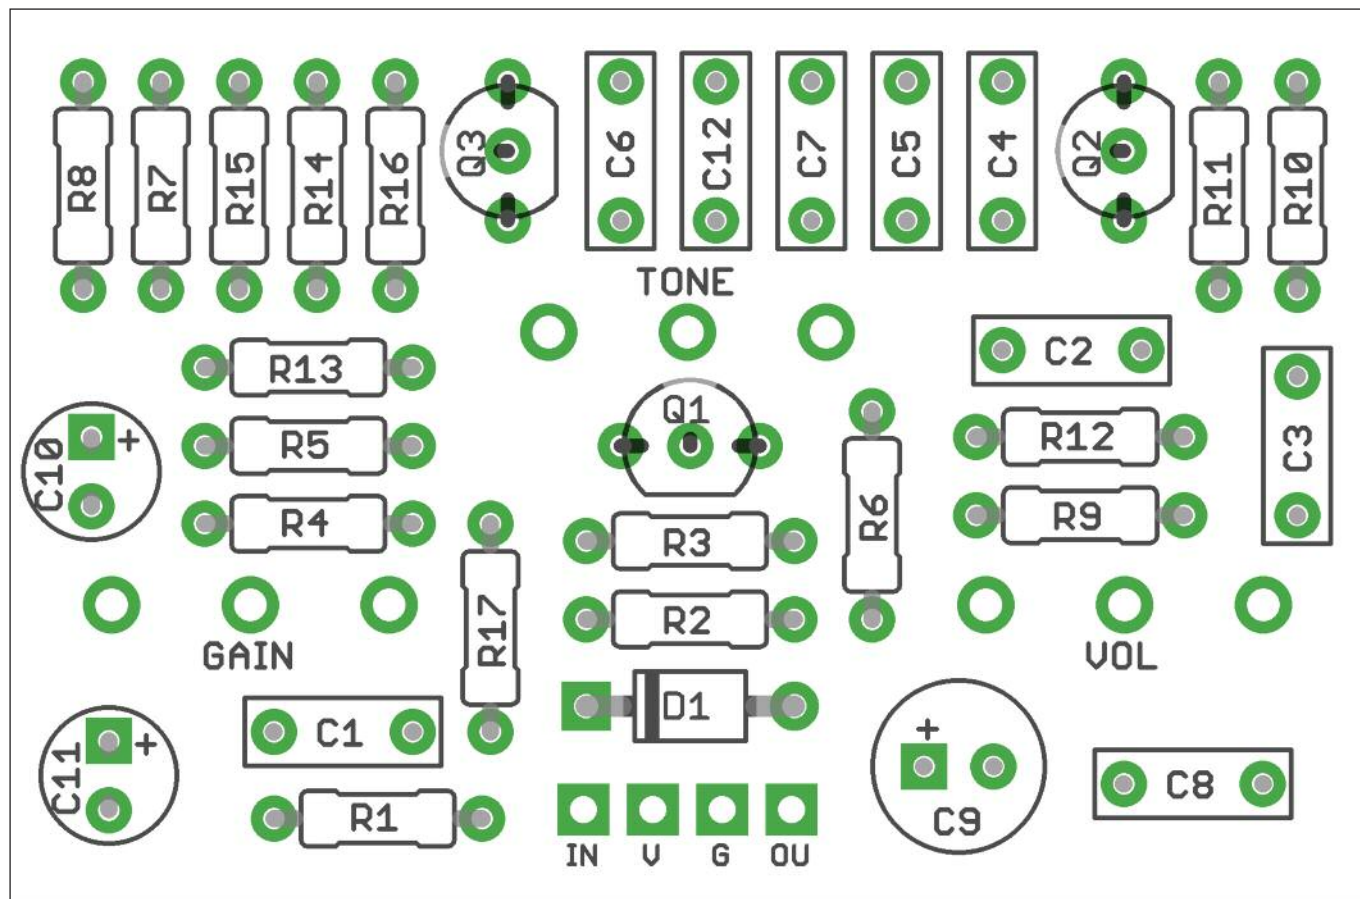 R8
R7
R15
R14
R16
Q3
C6
C12
C7
C5
C4
Q2
R11
R10
TONE
R13
C2
Q1
C10
+
R5
R12
C3
R4
R3
R6
R9
R17
R2
GAIN
VOL
D1
C11
+
C1
+
C9
C8
R1
IN V G OU